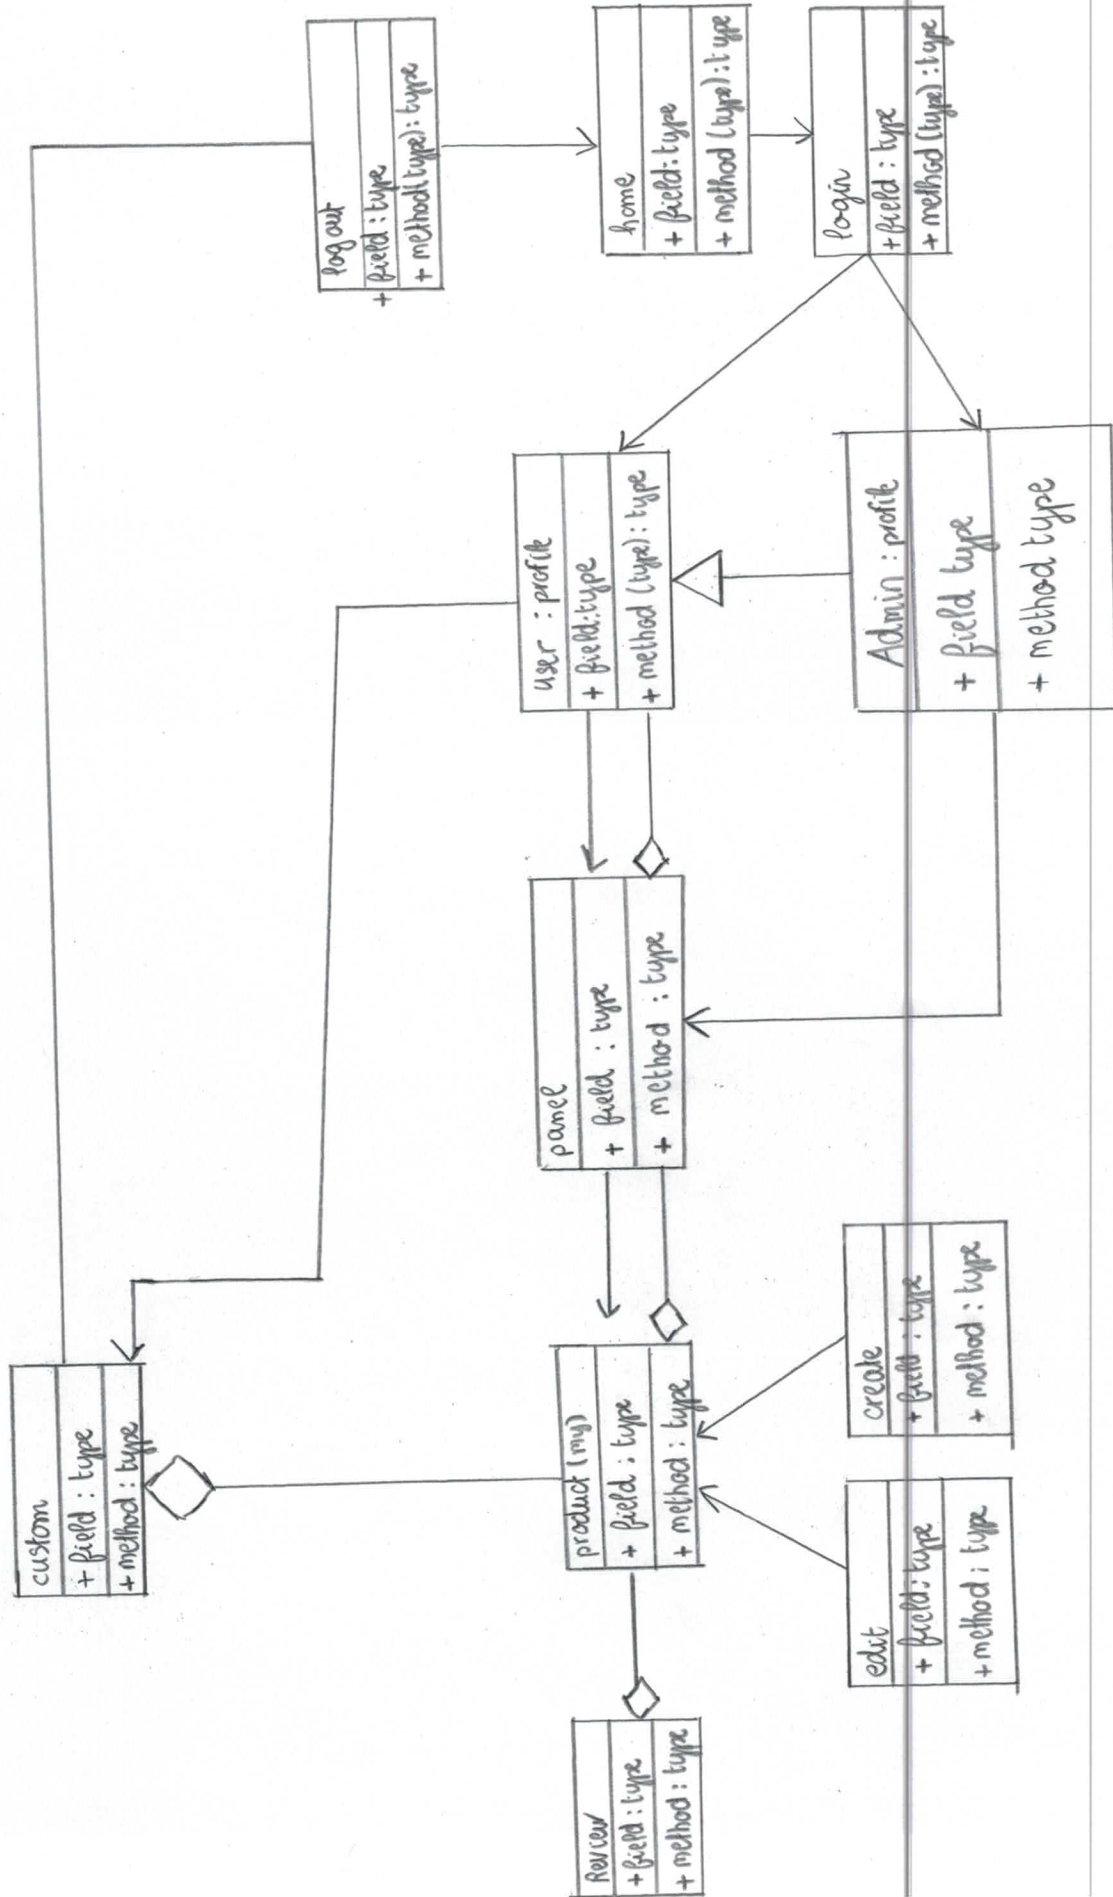 custom
+ field : type
+ method : type
logout
+ field : type
+ method(type) : type
Review
+ field : type
+ method : type
product (my)
+ field : type
+ method : type
panel
+ field : type
+ method : type
user : profile
+ field : type
+ method (type) : type
home
+ field : type
+ method (type) : type
edit
+ field : type
+ method : type
create
+ field : type
+ method : type
Admin : profile
+ field type
+ method type
login
+ field : type
+ method (type) : type